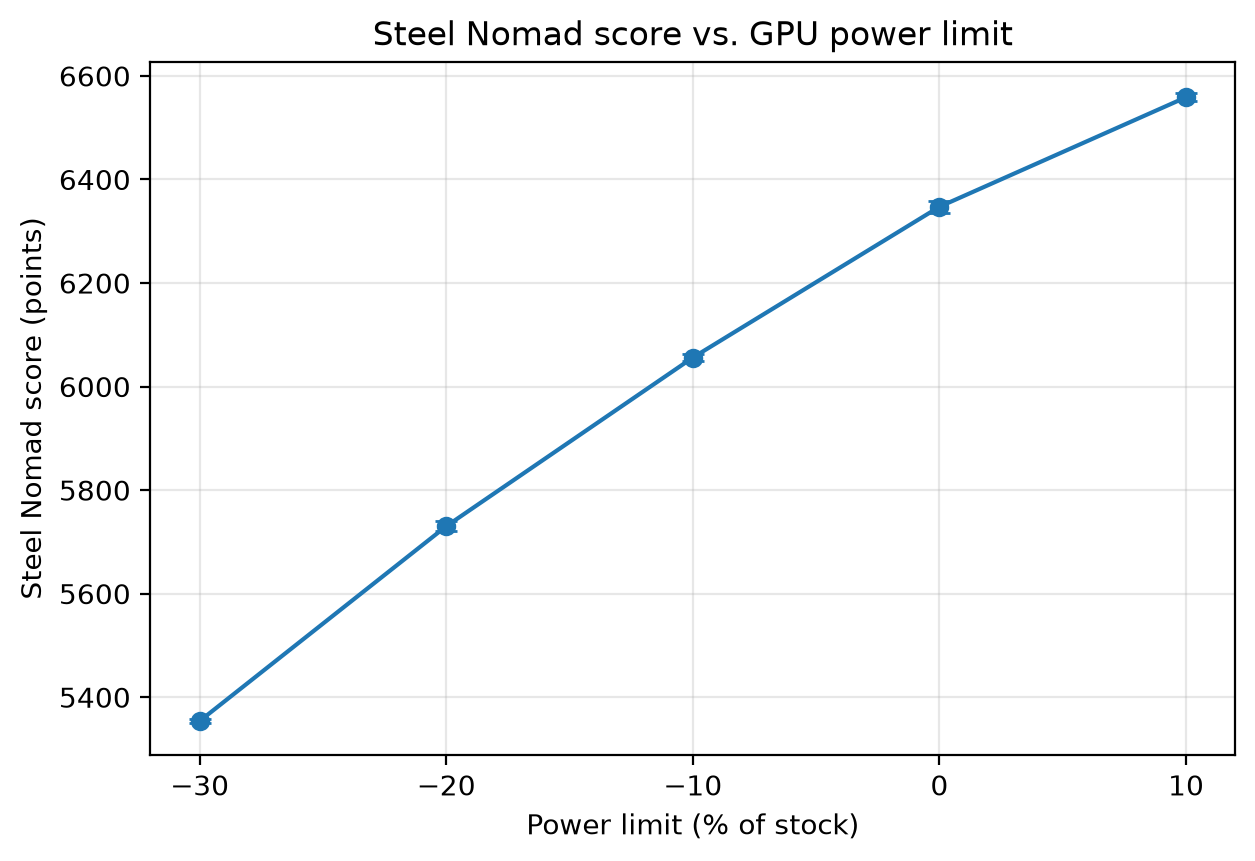 Steel Nomad score vs. GPU power limit
Steel Nomad score (points)
6600
6400
6200
6000
5800
5600
5400
−30 −20 −10 0 10
Power limit (% of stock)